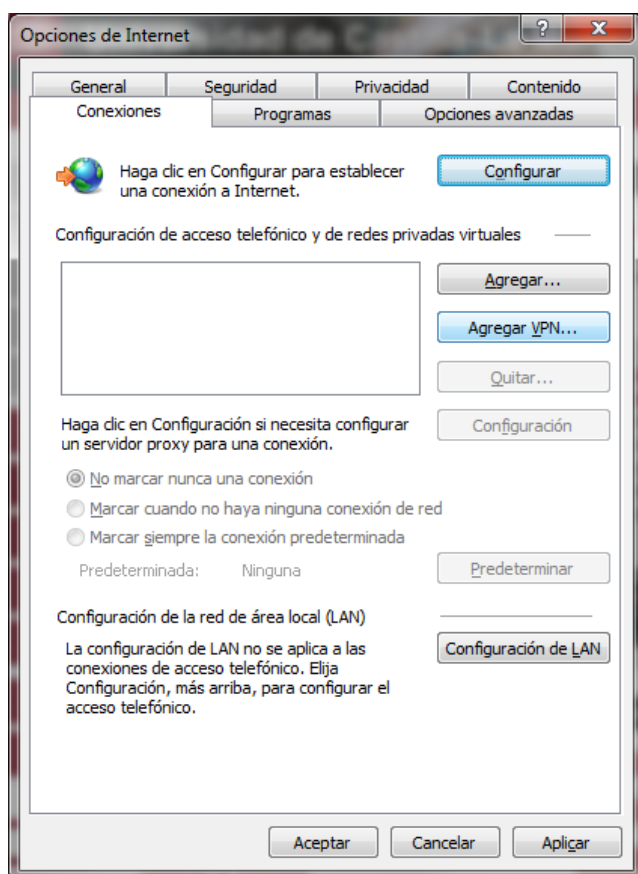 Opciones de Internet
?
X
General
Seguridad
Privacidad
Contenido
Conexiones
Programas
Opciones avanzadas
Haga clic en Configurar para establecer
una conexión a Internet.
Configurar
Configuración de acceso telefónico y de redes privadas virtuales
Agregar...
Agregar VPN...
Quitar...
Haga clic en Configuración si necesita configurar
un servidor proxy para una conexión.
Configuración
No marcar nunca una conexión
Marcar cuando no haya ninguna conexión de red
Marcar siempre la conexión predeterminada
Predeterminada:
Ninguna
Predeterminar
Configuración de la red de área local (LAN)
La configuración de LAN no se aplica a las
conexiones de acceso telefónico. Elija
Configuración, más arriba, para configurar el
acceso telefónico.
Configuración de LAN
Aceptar
Cancelar
Aplicar